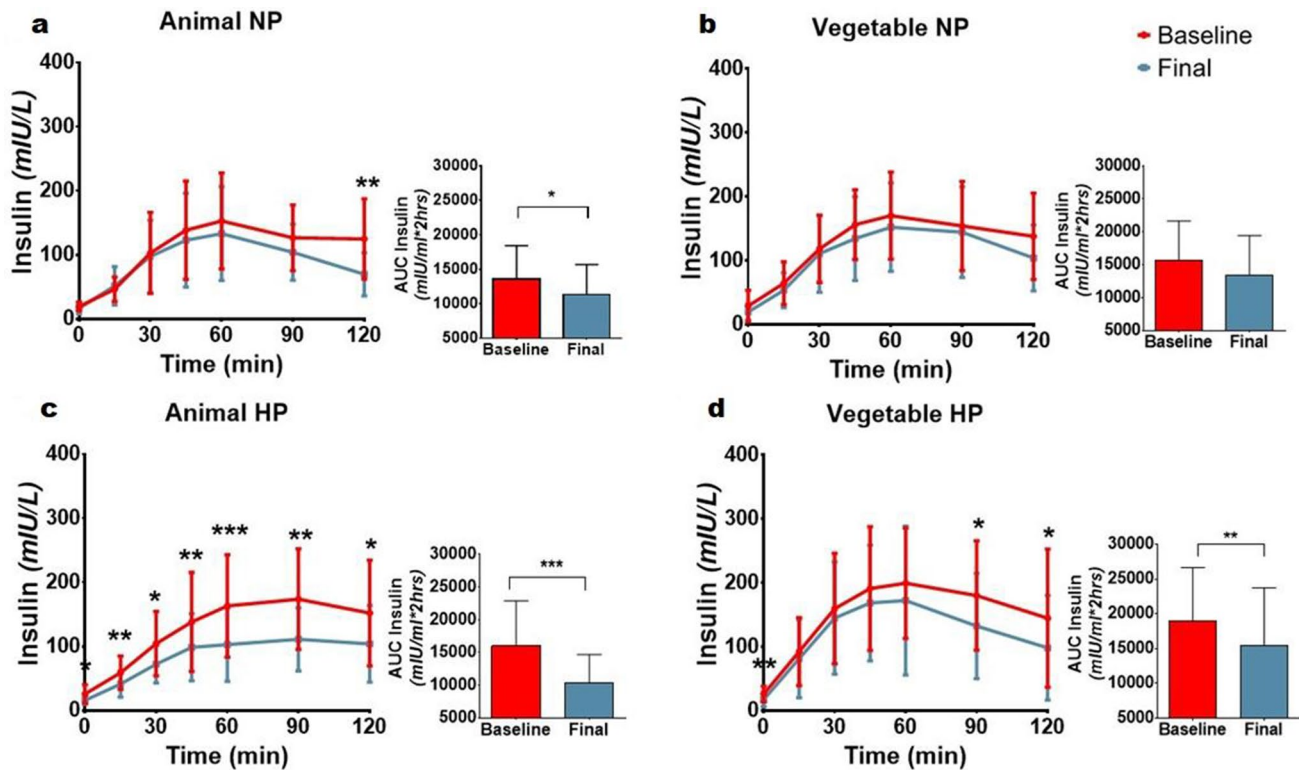 a
Animal NP
Insulin (mIU/L)
400
300
200
100
0
**
0 30 60 90 120
Time (min)
AUC Insulin
(mIU/ml*2hrs)
30000
25000
20000
15000
10000
5000
*
Baseline Final
b
Vegetable NP
Baseline
Final
Insulin (mIU/L)
400
300
200
100
0
0 30 60 90 120
Time (min)
AUC Insulin
(mIU/ml*2hrs)
30000
25000
20000
15000
10000
5000
Baseline Final
c
Animal HP
Insulin (mIU/L)
400
300
200
100
0
* ** * ** *** ** *
0 30 60 90 120
Time (min)
AUC Insulin
(mIU/ml*2hrs)
30000
25000
20000
15000
10000
5000
***
Baseline Final
d
Vegetable HP
Insulin (mIU/L)
400
300
200
100
0
** * *
0 30 60 90 120
Time (min)
AUC Insulin
(mIU/ml*2hrs)
30000
25000
20000
15000
10000
5000
**
Baseline Final